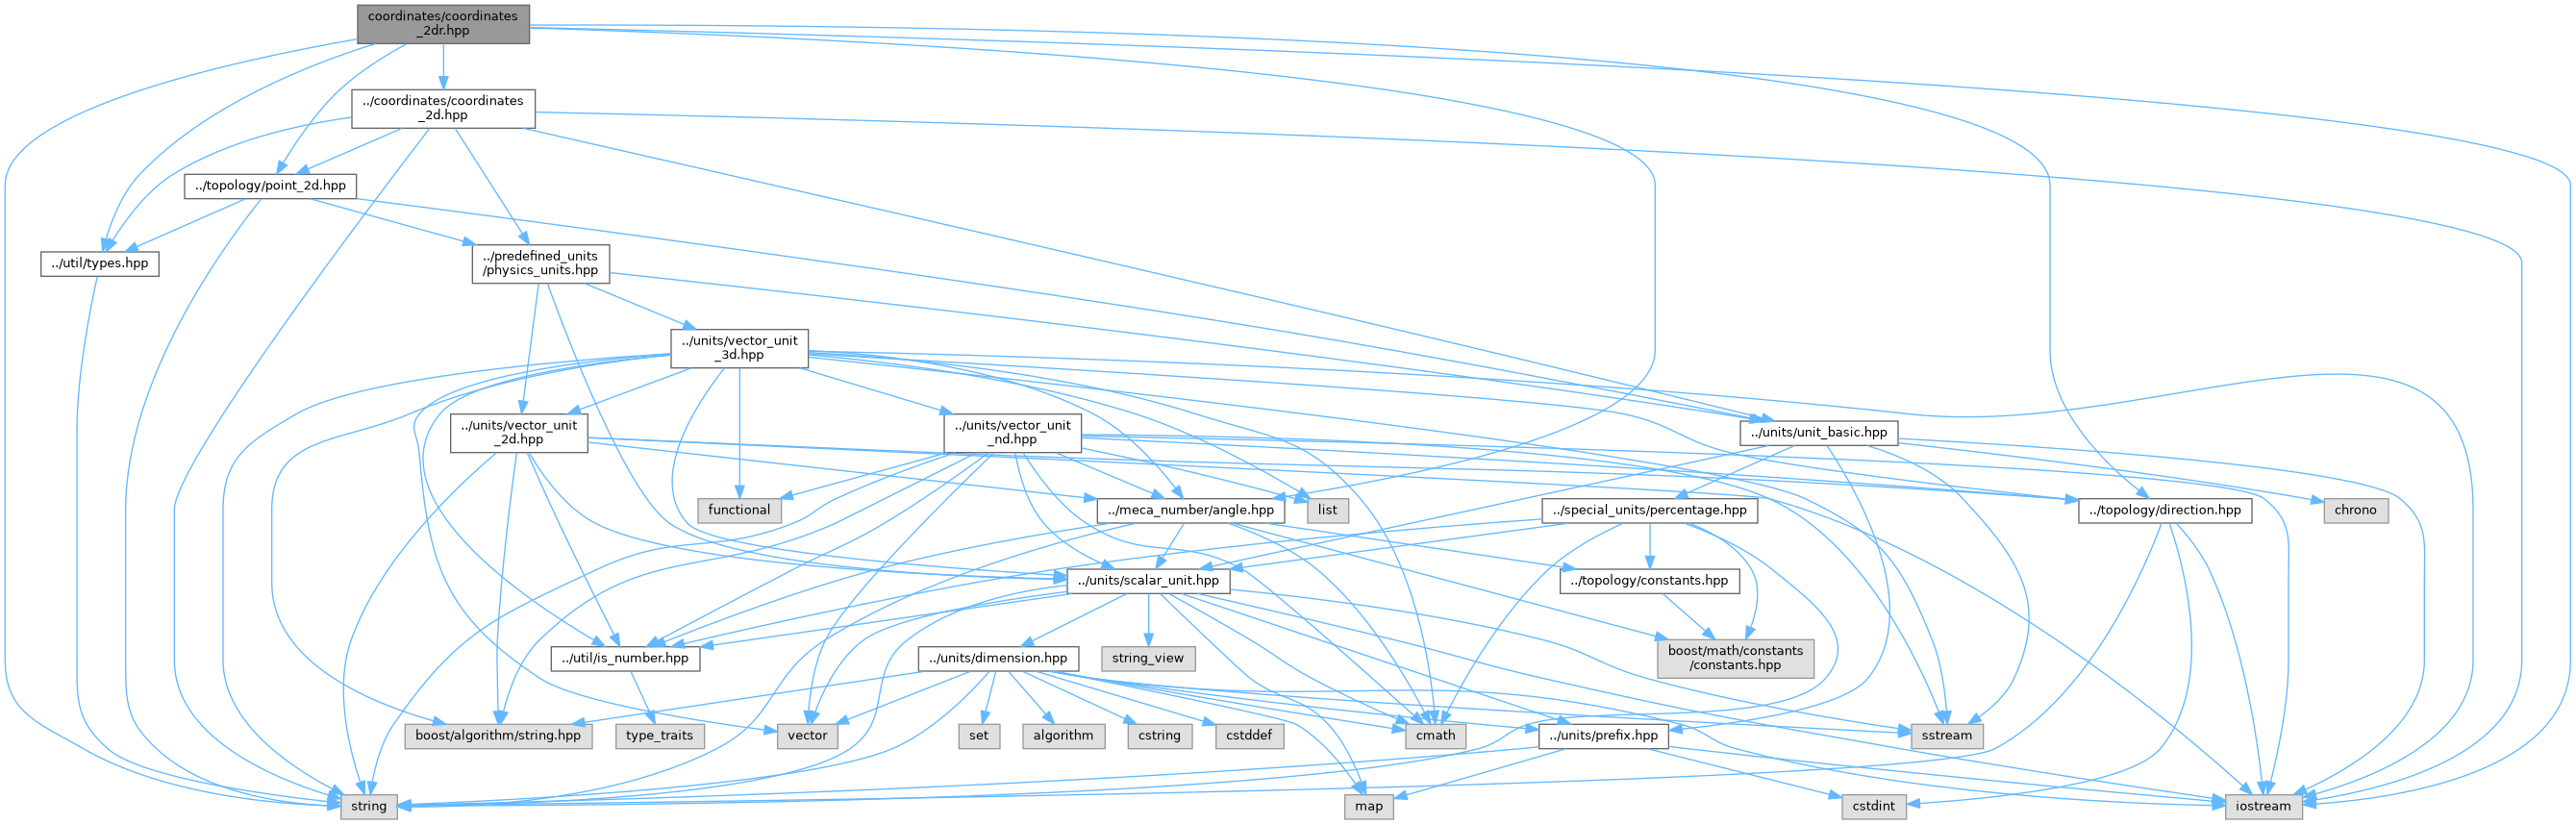 coordinates/coordinates
_2dr.hpp
../coordinates/coordinates
_2d.hpp
../topology/point_2d.hpp
../util/types.hpp
../predefined_units
/physics_units.hpp
../units/vector_unit
_3d.hpp
../units/vector_unit
_2d.hpp
../units/vector_unit
_nd.hpp
../units/unit_basic.hpp
functional
../meca_number/angle.hpp
list
../special_units/percentage.hpp
../topology/direction.hpp
chrono
../units/scalar_unit.hpp
../topology/constants.hpp
../util/is_number.hpp
../units/dimension.hpp
string_view
boost/math/constants
/constants.hpp
boost/algorithm/string.hpp
type_traits
vector
set
algorithm
cstring
cstddef
cmath
../units/prefix.hpp
sstream
string
map
cstdint
iostream